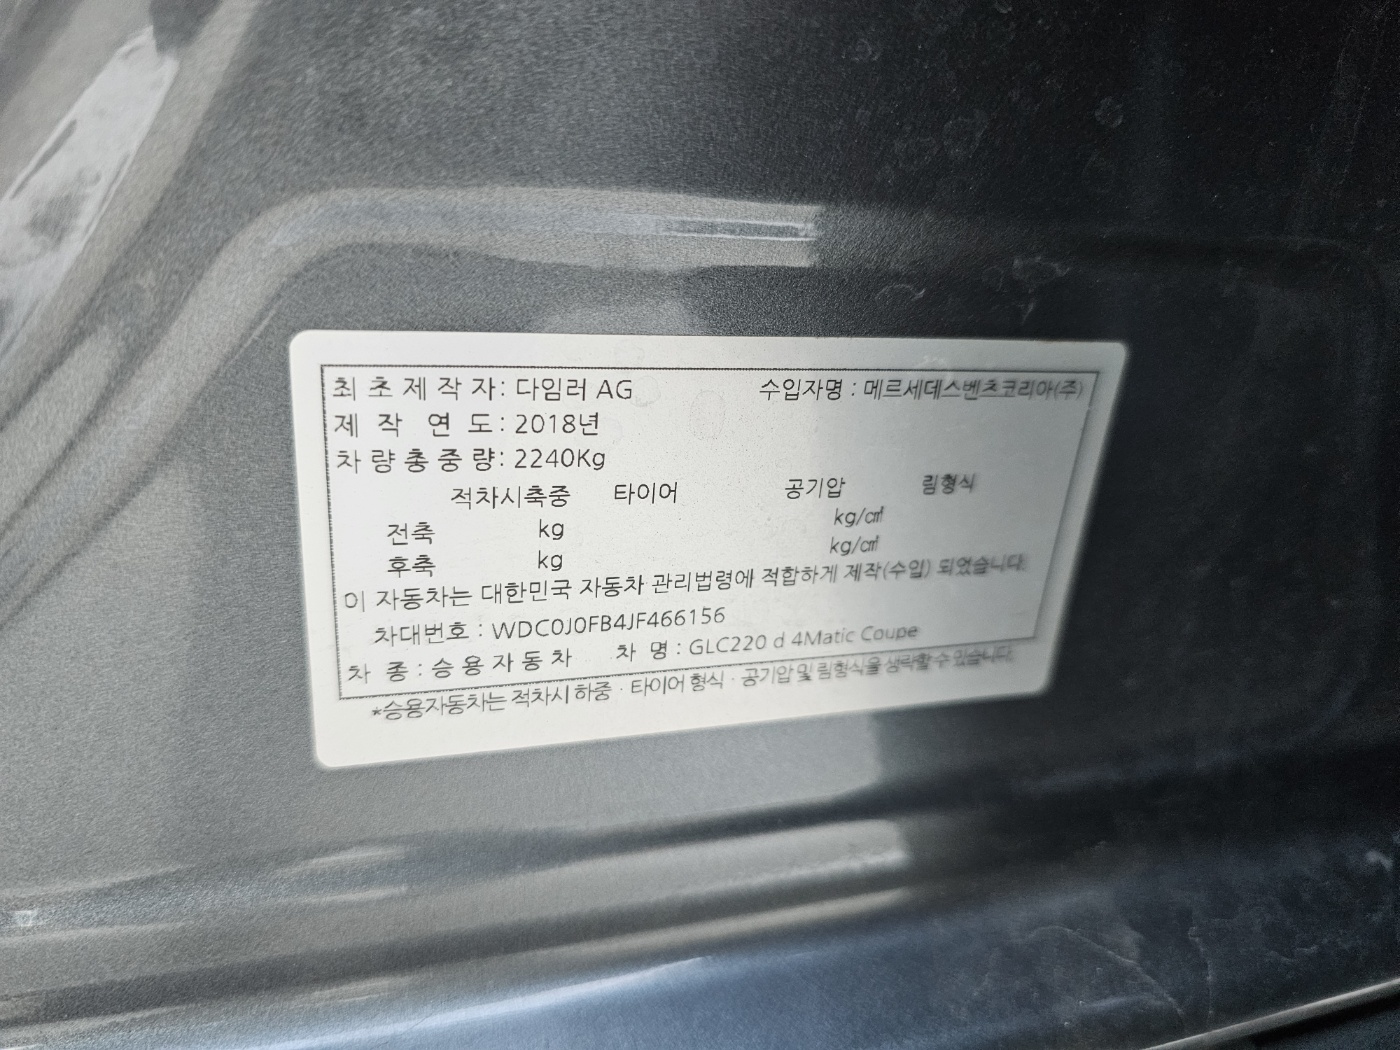 최초제작자: 다임러 AG 수입자명 : 메르세데스벤츠코리아(주)
제 작 연 도: 2018년
차량총중량: 2240Kg
적차시축중 타이어 공기압 림형식
전축 kg kg/㎠
후축 kg kg/㎠
이 자동차는 대한민국 자동차 관리법령에 적합하게 제작(수입) 되었습니다.
차대번호 : WDC0J0FB4JF466156
차 종 : 승용자동차 차 명 : GLC220 d 4Matic Coupe
*승용자동차는 적차시 하중 · 타이어 형식 · 공기압 및 림형식을 생략할 수 있습니다.